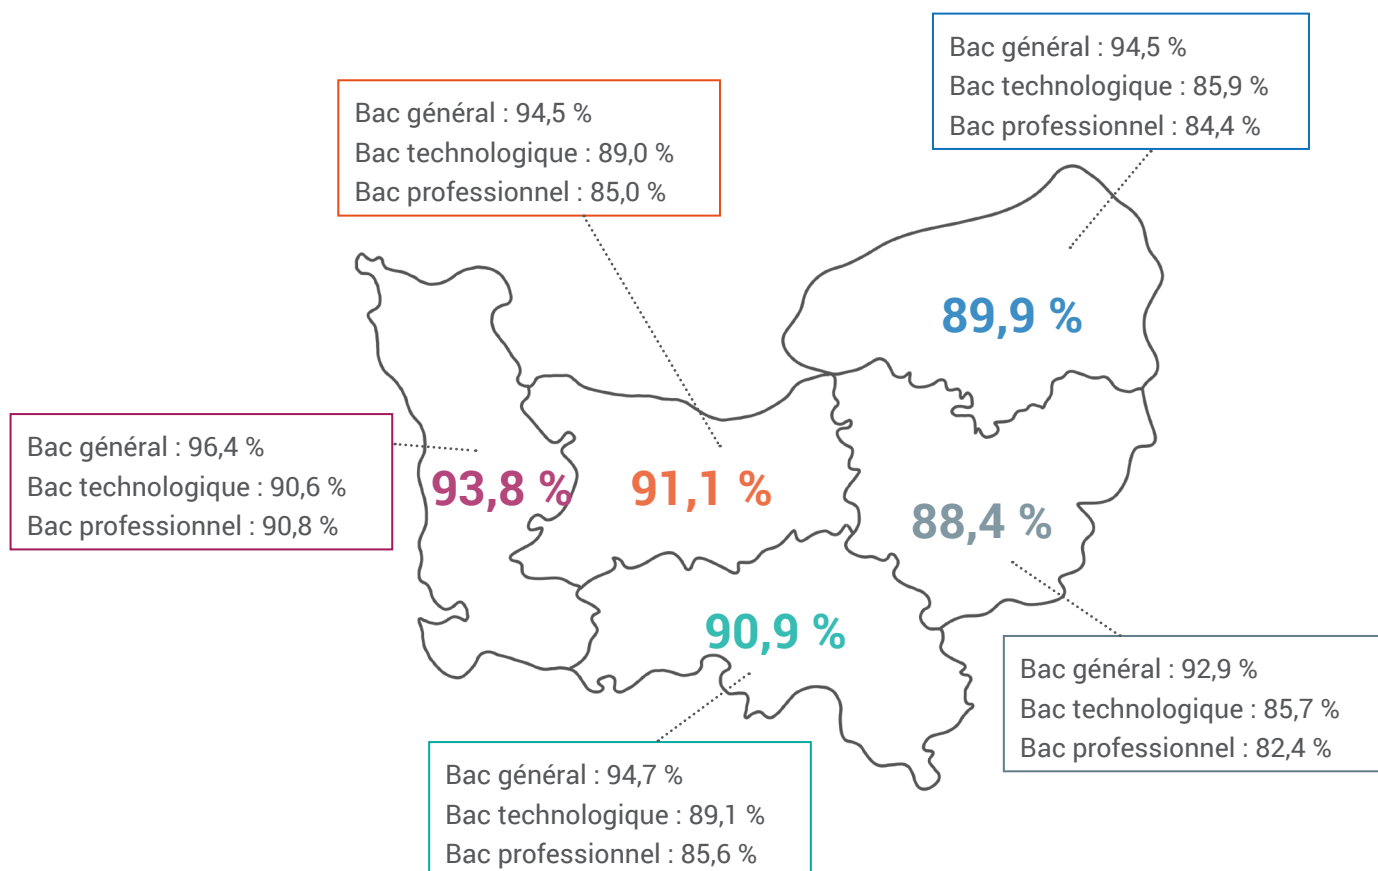 Bac général : 94,5 %
Bac technologique : 85,9 %
Bac professionnel : 84,4 %
Bac général : 94,5 %
Bac technologique : 89,0 %
Bac professionnel : 85,0 %
89,9 %
Bac général : 96,4 %
Bac technologique : 90,6 %
Bac professionnel : 90,8 %
93,8 %
91,1 %
88,4 %
90,9 %
Bac général : 92,9 %
Bac technologique : 85,7 %
Bac professionnel : 82,4 %
Bac général : 94,7 %
Bac technologique : 89,1 %
Bac professionnel : 85,6 %